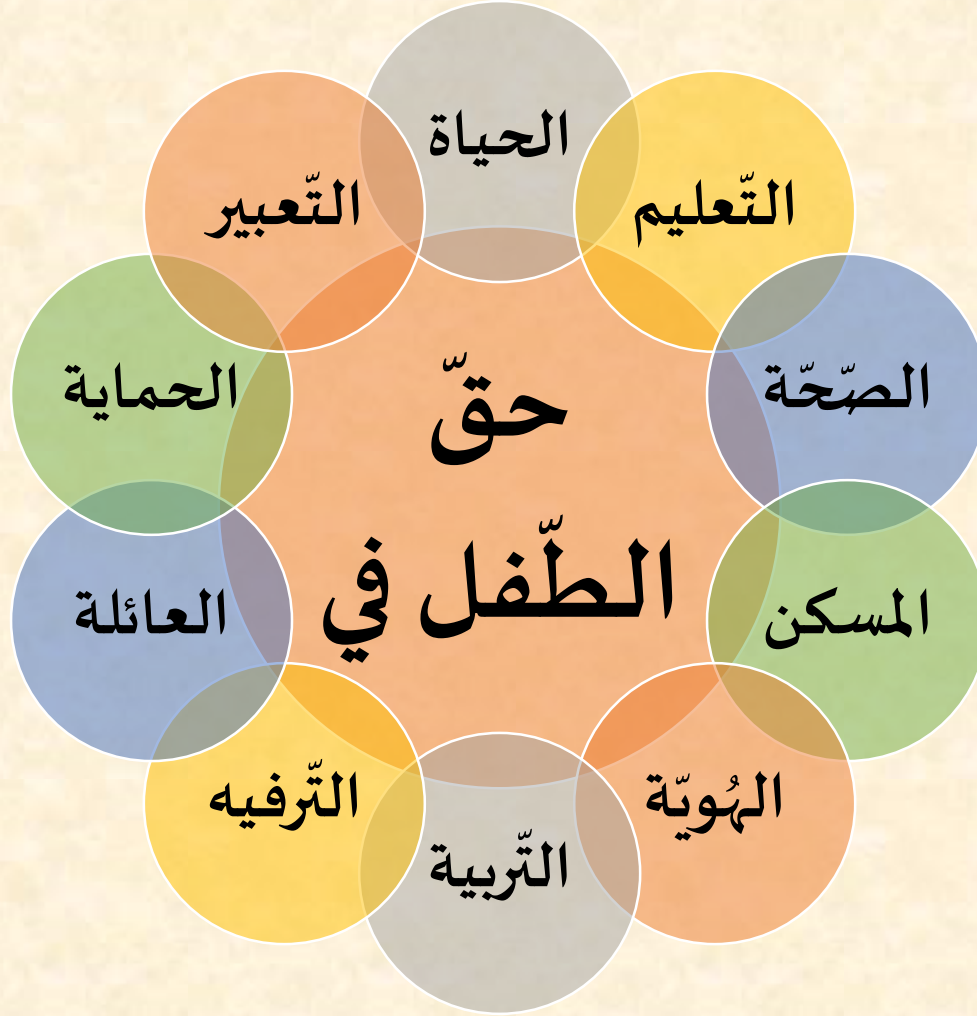 حقّ
الطّفل في
الحياة
التّعليم
الصّحّة
المسكن
الهُويّة
التّربية
التّرفيه
العائلة
الحماية
التّعبير